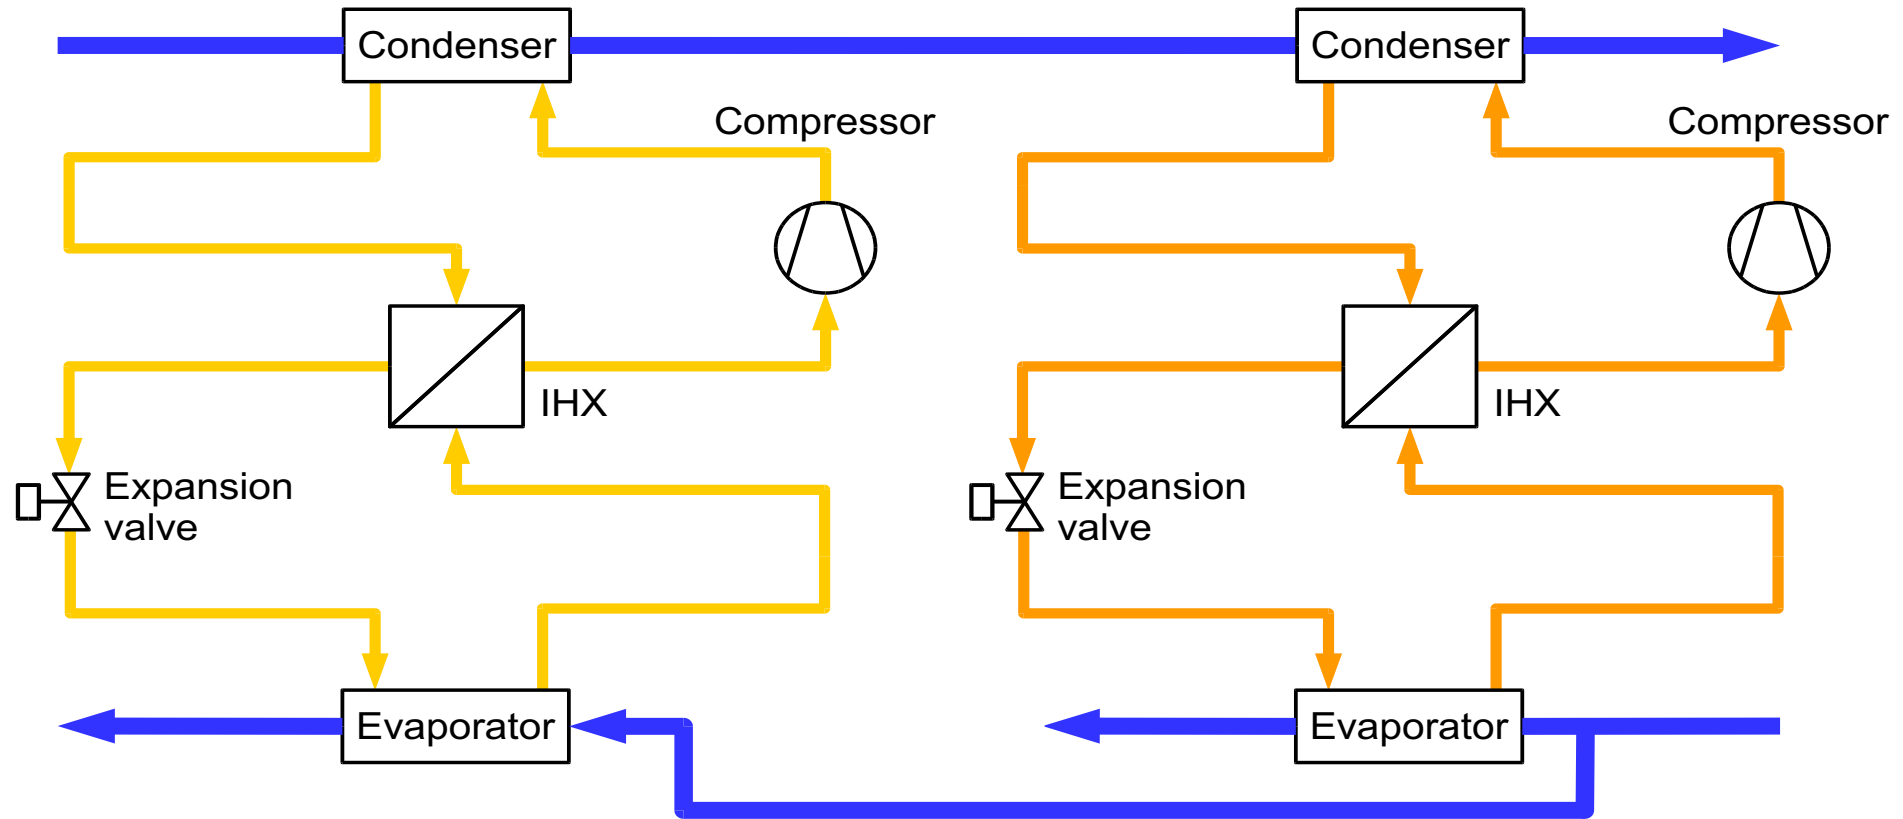 Condenser
Condenser
Compressor
Compressor
IHX
IHX
Expansion
valve
Expansion
valve
Evaporator
Evaporator